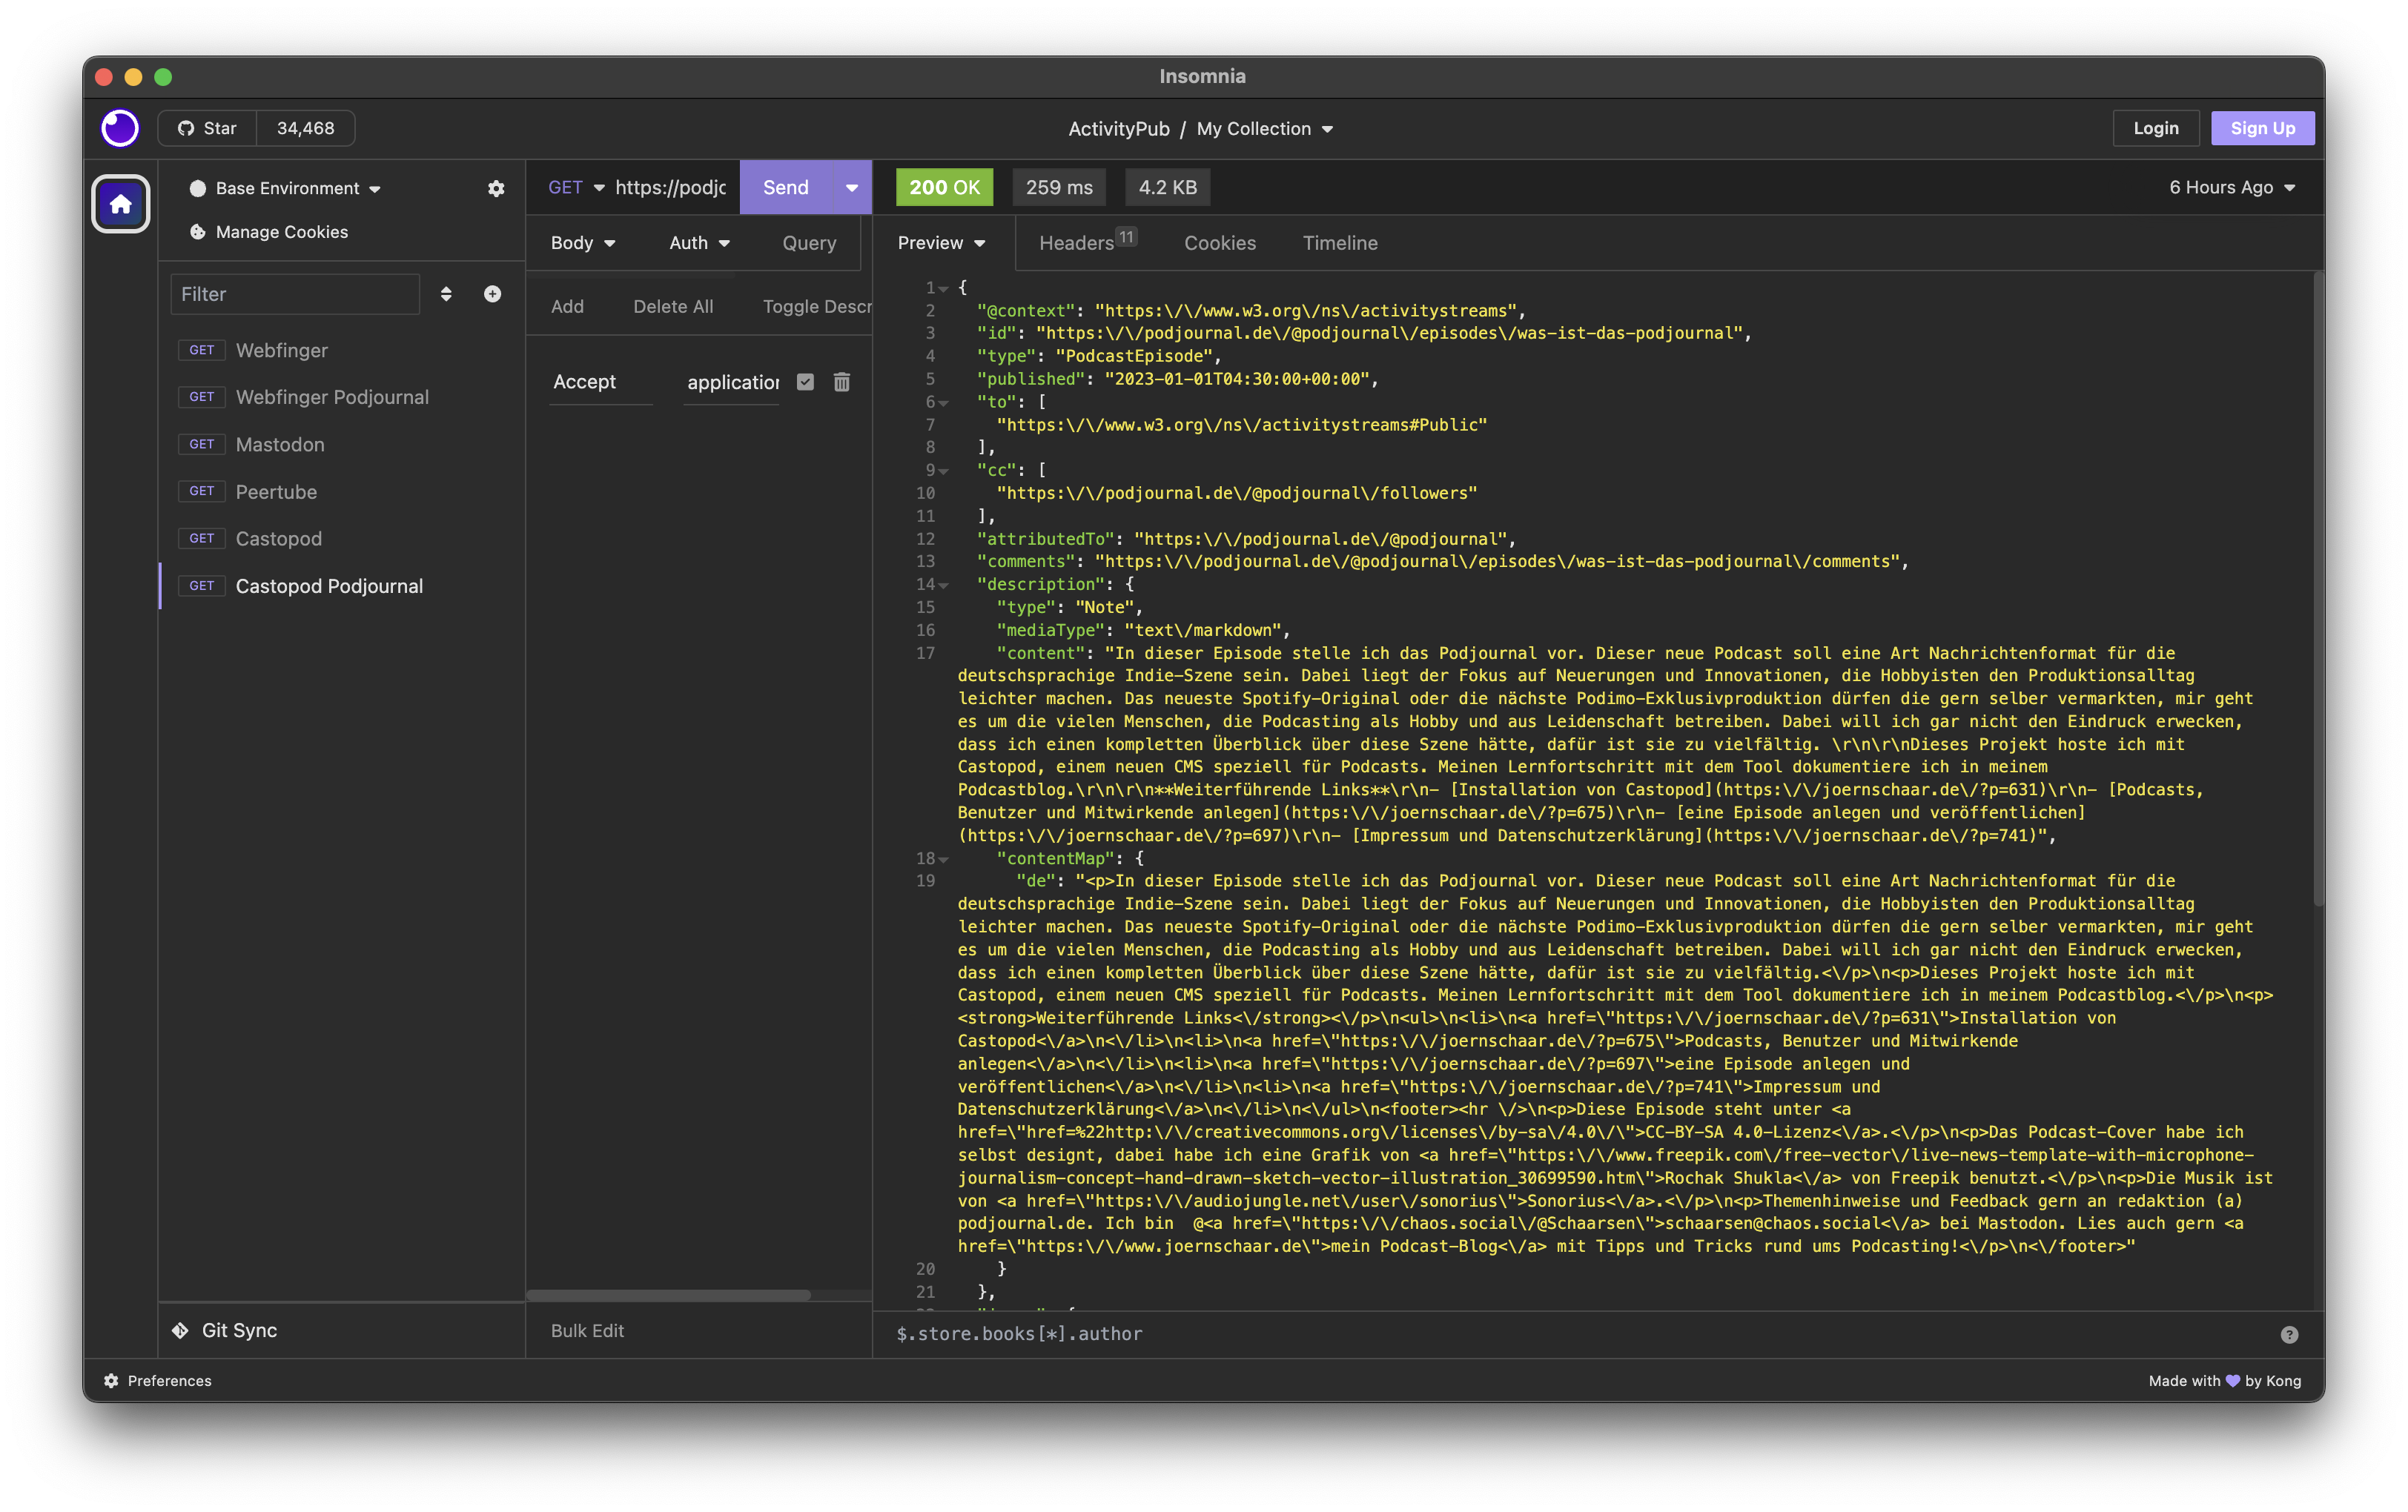 Insomnia
Star 34,468
ActivityPub / My Collection
Login Sign Up
Base Environment
Manage Cookies
Filter
GET Webfinger
GET Webfinger Podjournal
GET Mastodon
GET Peertube
GET Castopod
GET Castopod Podjournal
Git Sync
GET https://podjc Send
Body Auth Query
Add Delete All Toggle Descr
Accept application
Bulk Edit
200 OK 259 ms 4.2 KB 6 Hours Ago
Preview Headers 11 Cookies Timeline
1 {
2 "@context": "https:\/\/www.w3.org\/ns\/activitystreams",
3 "id": "https:\/\/podjournal.de\/@podjournal\/episodes\/was-ist-das-podjournal",
4 "type": "PodcastEpisode",
5 "published": "2023-01-01T04:30:00+00:00",
6 "to": [
7 "https:\/\/www.w3.org\/ns\/activitystreams#Public"
8 ],
9 "cc": [
10 "https:\/\/podjournal.de\/@podjournal\/followers"
11 ],
12 "attributedTo": "https:\/\/podjournal.de\/@podjournal",
13 "comments": "https:\/\/podjournal.de\/@podjournal\/episodes\/was-ist-das-podjournal\/comments",
14 "description": {
15 "type": "Note",
16 "mediaType": "text\/markdown",
17 "content": "In dieser Episode stelle ich das Podjournal vor. Dieser neue Podcast soll eine Art Nachrichtenformat für die
deutschsprachige Indie-Szene sein. Dabei liegt der Fokus auf Neuerungen und Innovationen, die Hobbyisten den Produktionsalltag
leichter machen. Das neueste Spotify-Original oder die nächste Podimo-Exklusivproduktion dürfen die gern selber vermarkten, mir geht
es um die vielen Menschen, die Podcasting als Hobby und aus Leidenschaft betreiben. Dabei will ich gar nicht den Eindruck erwecken,
dass ich einen kompletten Überblick über diese Szene hätte, dafür ist sie zu vielfältig. \r\n\r\nDieses Projekt hoste ich mit
Castopod, einem neuen CMS speziell für Podcasts. Meinen Lernfortschritt mit dem Tool dokumentiere ich in meinem
Podcastblog.\r\n\r\n**Weiterführende Links**\r\n- [Installation von Castopod](https:\/\/joernschaar.de\/?p=631)\r\n- [Podcasts,
Benutzer und Mitwirkende anlegen](https:\/\/joernschaar.de\/?p=675)\r\n- [eine Episode anlegen und veröffentlichen]
(https:\/\/joernschaar.de\/?p=697)\r\n- [Impressum und Datenschutzerklärung](https:\/\/joernschaar.de\/?p=741)",
18 "contentMap": {
19 "de": "<p>In dieser Episode stelle ich das Podjournal vor. Dieser neue Podcast soll eine Art Nachrichtenformat für die
deutschsprachige Indie-Szene sein. Dabei liegt der Fokus auf Neuerungen und Innovationen, die Hobbyisten den Produktionsalltag
leichter machen. Das neueste Spotify-Original oder die nächste Podimo-Exklusivproduktion dürfen die gern selber vermarkten, mir geht
es um die vielen Menschen, die Podcasting als Hobby und aus Leidenschaft betreiben. Dabei will ich gar nicht den Eindruck erwecken,
dass ich einen kompletten Überblick über diese Szene hätte, dafür ist sie zu vielfältig.<\/p>\n<p>Dieses Projekt hoste ich mit
Castopod, einem neuen CMS speziell für Podcasts. Meinen Lernfortschritt mit dem Tool dokumentiere ich in meinem Podcastblog.<\/p>\n<p>
<strong>Weiterführende Links<\/strong><\/p>\n<ul>\n<li>\n<a href=\"https:\/\/joernschaar.de\/?p=631\">Installation von
Castopod<\/a>\n<\/li>\n<li>\n<a href=\"https:\/\/joernschaar.de\/?p=675\">Podcasts, Benutzer und Mitwirkende
anlegen<\/a>\n<\/li>\n<li>\n<a href=\"https:\/\/joernschaar.de\/?p=697\">eine Episode anlegen und
veröffentlichen<\/a>\n<\/li>\n<li>\n<a href=\"https:\/\/joernschaar.de\/?p=741\">Impressum und
Datenschutzerklärung<\/a>\n<\/li>\n<\/ul>\n<footer><hr \/>\n<p>Diese Episode steht unter <a
href=\"href=%22http:\/\/creativecommons.org\/licenses\/by-sa\/4.0\/\">CC-BY-SA 4.0-Lizenz<\/a>.<\/p>\n<p>Das Podcast-Cover habe ich
selbst designt, dabei habe ich eine Grafik von <a href=\"https:\/\/www.freepik.com\/free-vector\/live-news-template-with-microphone-
journalism-concept-hand-drawn-sketch-vector-illustration_30699590.htm\">Rochak Shukla<\/a> von Freepik benutzt.<\/p>\n<p>Die Musik ist
von <a href=\"https:\/\/audiojungle.net\/user\/sonorius\">Sonorius<\/a>.<\/p>\n<p>Themenhinweise und Feedback gern an redaktion (a)
podjournal.de. Ich bin  @<a href=\"https:\/\/chaos.social\/@Schaarsen\">schaarsen@chaos.social<\/a> bei Mastodon. Lies auch gern <a
href=\"https:\/\/www.joernschaar.de\">mein Podcast-Blog<\/a> mit Tipps und Tricks rund ums Podcasting!<\/p>\n<\/footer>"
20 }
21 },
$.store.books[*].author
Preferences
Made with 💜 by Kong